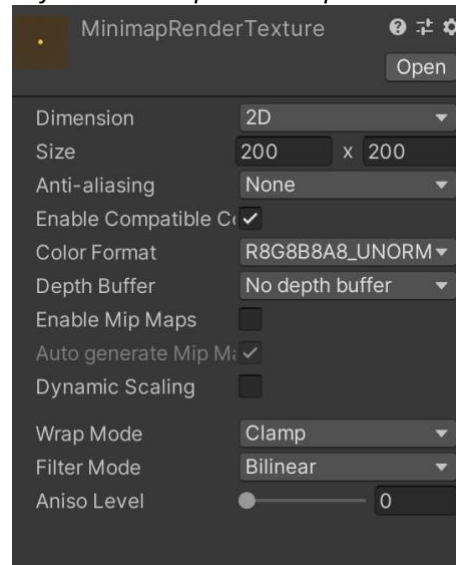 MinimapRenderTexture
Open
Dimension 2D
Size 200 x 200
Anti-aliasing None
Enable Compatible
Color Format R8G8B8A8_UNORM
Depth Buffer No depth buffer
Enable Mip Maps
Auto generate Mip
Dynamic Scaling
Wrap Mode Clamp
Filter Mode Bilinear
Aniso Level 0